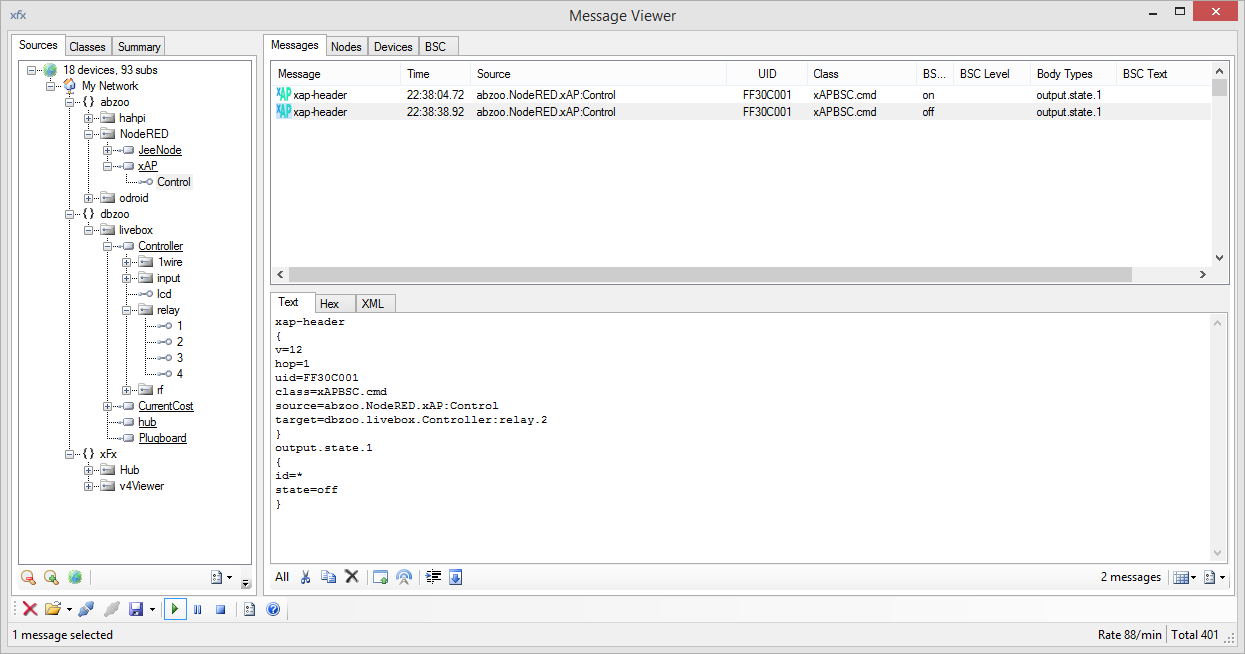 xfx
Message Viewer
Sources Classes Summary
18 devices, 93 subs
My Network
{} abzoo
hahpi
NodeRED
JeeNode
xAP
Control
odroid
{} dbzoo
livebox
Controller
1wire
input
lcd
relay
1
2
3
4
rf
CurrentCost
hub
Plugboard
{} xFx
Hub
v4Viewer
Messages Nodes Devices BSC
Message Time Source UID Class BS... BSC Level Body Types BSC Text
xAP xap-header 22:38:04.72 abzoo.NodeRED.xAP:Control FF30C001 xAPBSC.cmd on output.state.1
xAP xap-header 22:38:38.92 abzoo.NodeRED.xAP:Control FF30C001 xAPBSC.cmd off output.state.1
Text Hex XML
xap-header
{
v=12
hop=1
uid=FF30C001
class=xAPBSC.cmd
source=abzoo.NodeRED.xAP:Control
target=dbzoo.livebox.Controller:relay.2
}
output.state.1
{
id=*
state=off
}
All 2 messages
1 message selected Rate 88/min Total 401